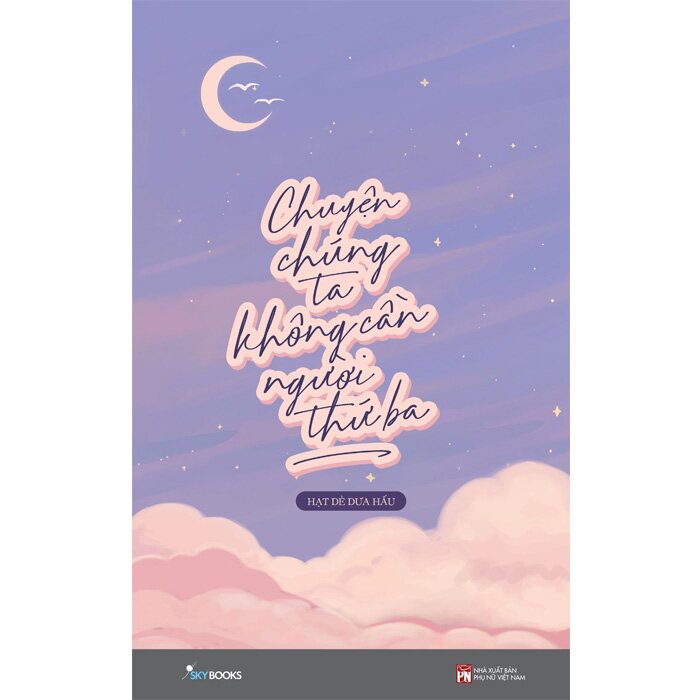 Chuyện
chúng
ta
không cần
người
thứ ba
HẠT DẺ DƯA HẤU
SKYBOOKS
PN
NHÀ XUẤT BẢN
PHỤ NỮ VIỆT NAM